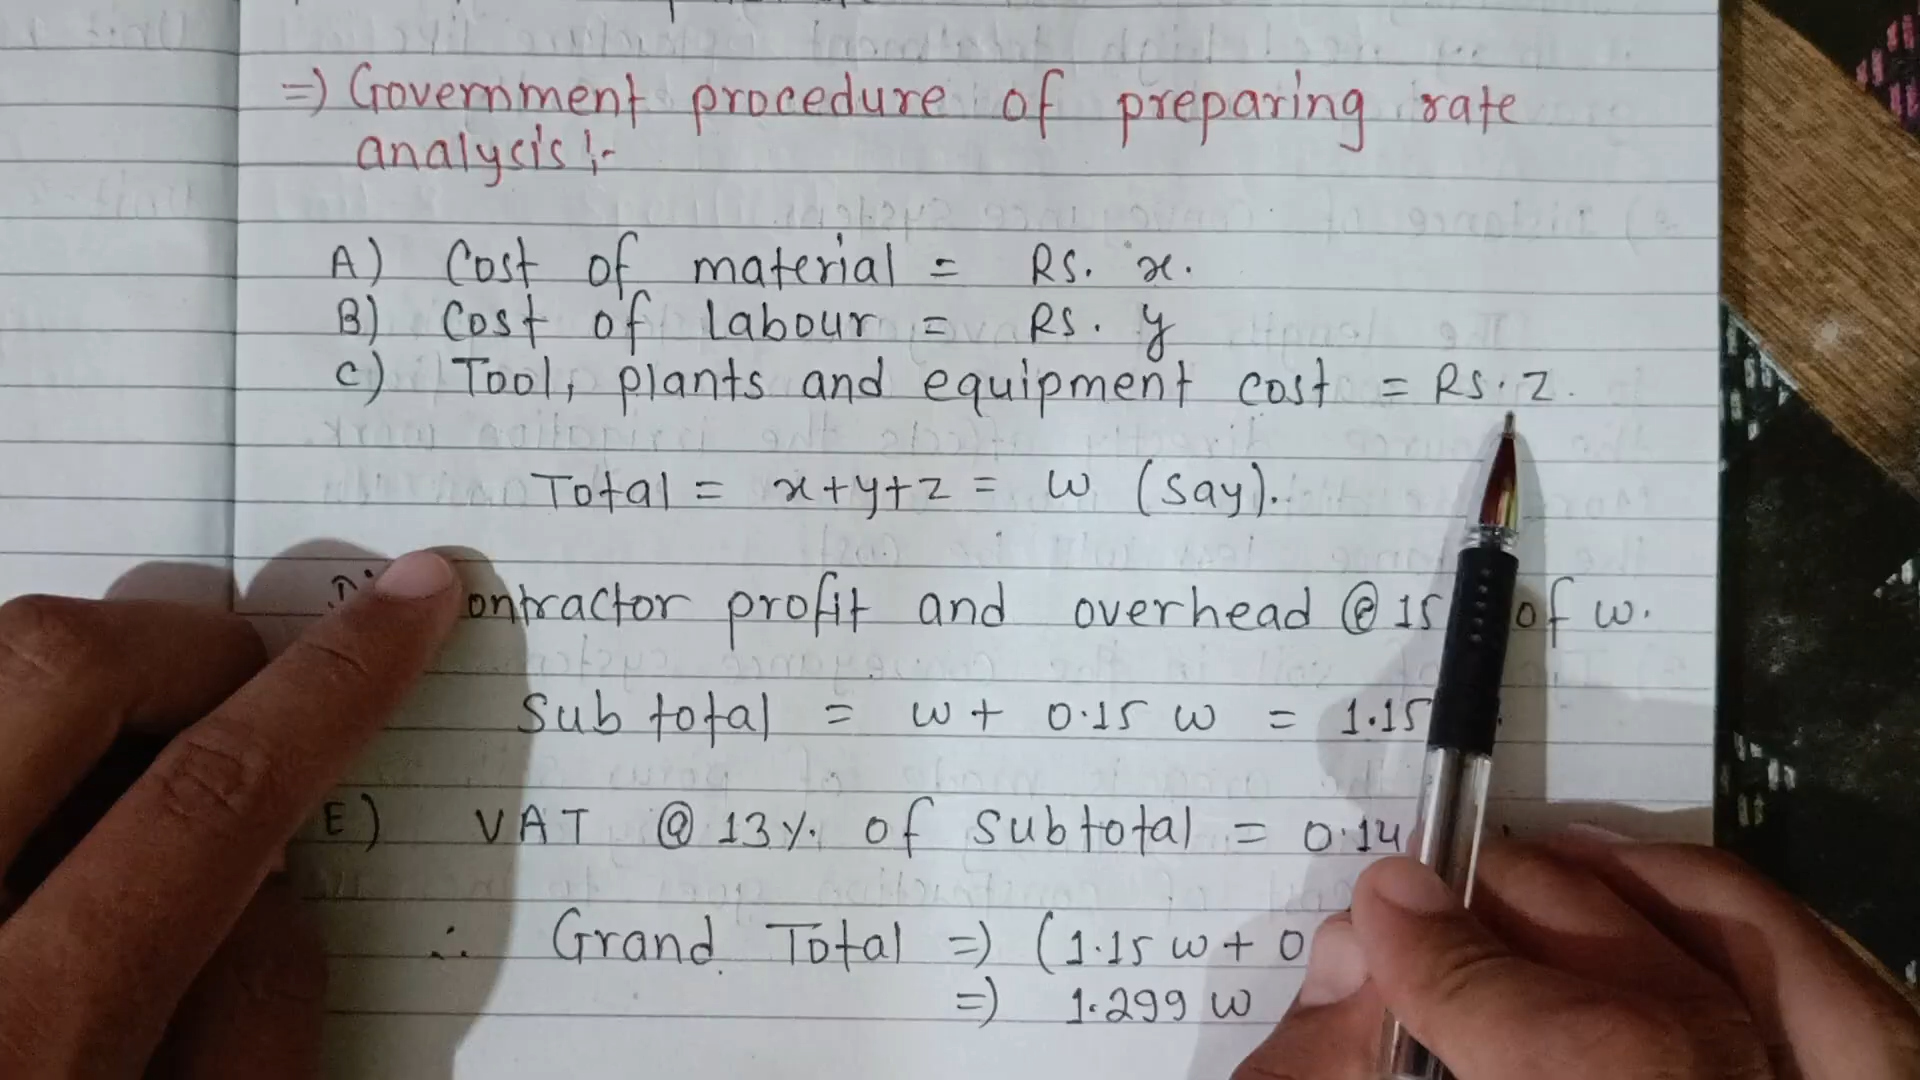 =) Government procedure of preparing rate
analysis :-
A) Cost of material = RS. x.
B) Cost of labour = RS. y
C) Tool, plants and equipment cost = RS. z.
Total = x+y+z = w (say).
ontractor profit and overhead @ 15 of w.
Sub total = w + 0.15 w = 1.15
E) VAT @ 13%. of subtotal = 0.14
∴ Grand Total =) (1.15 w + 0
=) 1.299 w